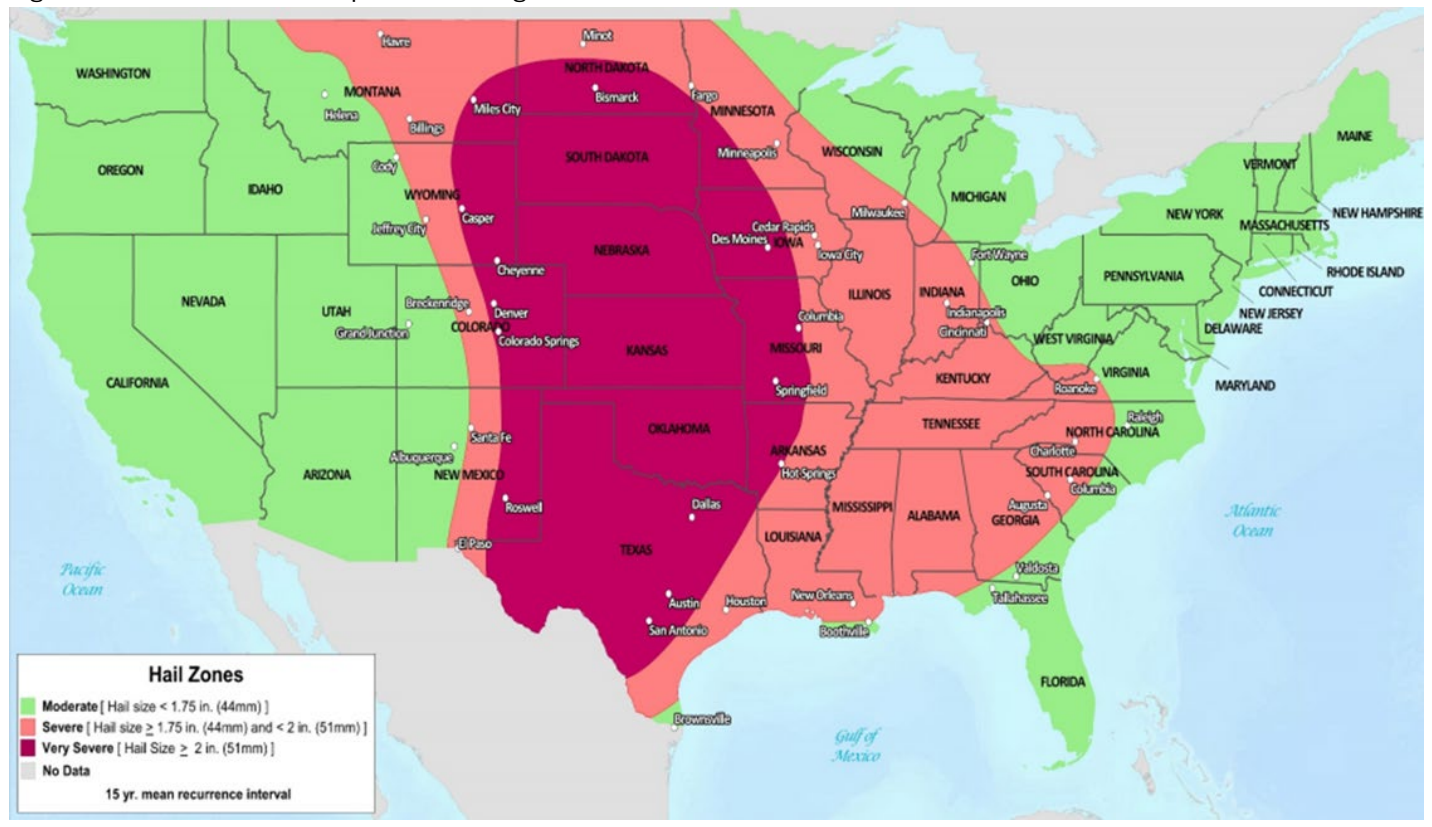 Havre
Minot
WASHINGTON
NORTH DAKOTA
MONTANA
Bismarck
Fargo
Miles City
MINNESOTA
Helena
Billings
MAINE
Minneapolis
WISCONSIN
SOUTH DAKOTA
VERMONT
OREGON
Cody
IDAHO
WYOMING
MICHIGAN
Casper
Milwaukee
NEW YORK
NEW HAMPSHIRE
Jeffrey City
Cedar Rapids
MASSACHUSETTS
Des Moines
IOWA
NEBRASKA
Iowa City
Fort Wayne
Cheyenne
RHODE ISLAND
OHIO
PENNSYLVANIA
CONNECTICUT
NEVADA
Breckenridge
ILLINOIS
INDIANA
UTAH
Denver
Indianapolis
NEW JERSEY
Columbia
Grand Junction
COLORADO
Cincinnati
DELAWARE
Colorado Springs
WEST VIRGINIA
KANSAS
MISSOURI
CALIFORNIA
KENTUCKY
VIRGINIA
MARYLAND
Springfield
Roanoke
Raleigh
TENNESSEE
OKLAHOMA
NORTH CAROLINA
Santa Fe
Charlotte
Albuquerque
ARKANSAS
ARIZONA
NEW MEXICO
Hot Springs
SOUTH CAROLINA
Columbia
Roswell
Dallas
MISSISSIPPI
ALABAMA
Augusta
GEORGIA
Atlantic
Ocean
LOUISIANA
El Paso
TEXAS
Pacific
Ocean
Valdosta
Austin
Houston
New Orleans
Tallahassee
San Antonio
Boothville
FLORIDA
Brownsville
Gulf of
Mexico
Hail Zones
Moderate [ Hail size < 1.75 in. (44mm) ]
Severe [ Hail size ≥ 1.75 in. (44mm) and < 2 in. (51mm) ]
Very Severe [ Hail Size ≥ 2 in. (51mm) ]
No Data
15 yr. mean recurrence interval